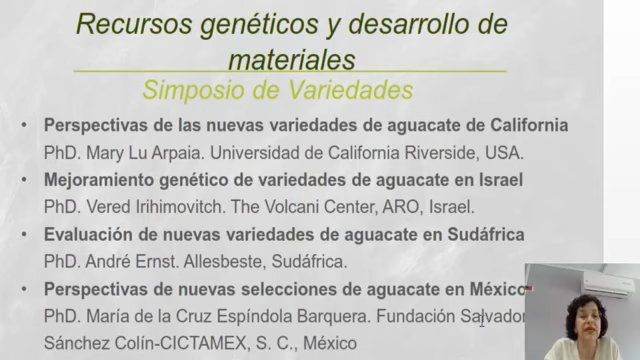 Recursos genéticos y desarrollo de
materiales
Simposio de Variedades
• Perspectivas de las nuevas variedades de aguacate de California
PhD. Mary Lu Arpaia. Universidad de California Riverside, USA.
• Mejoramiento genético de variedades de aguacate en Israel
PhD. Vered Irihimovitch. The Volcani Center, ARO, Israel.
• Evaluación de nuevas variedades de aguacate en Sudáfrica
PhD. André Ernst. Allesbeste, Sudáfrica.
• Perspectivas de nuevas selecciones de aguacate en México
PhD. María de la Cruz Espíndola Barquera. Fundación Salvador
Sánchez Colín-CICTAMEX, S. C., México